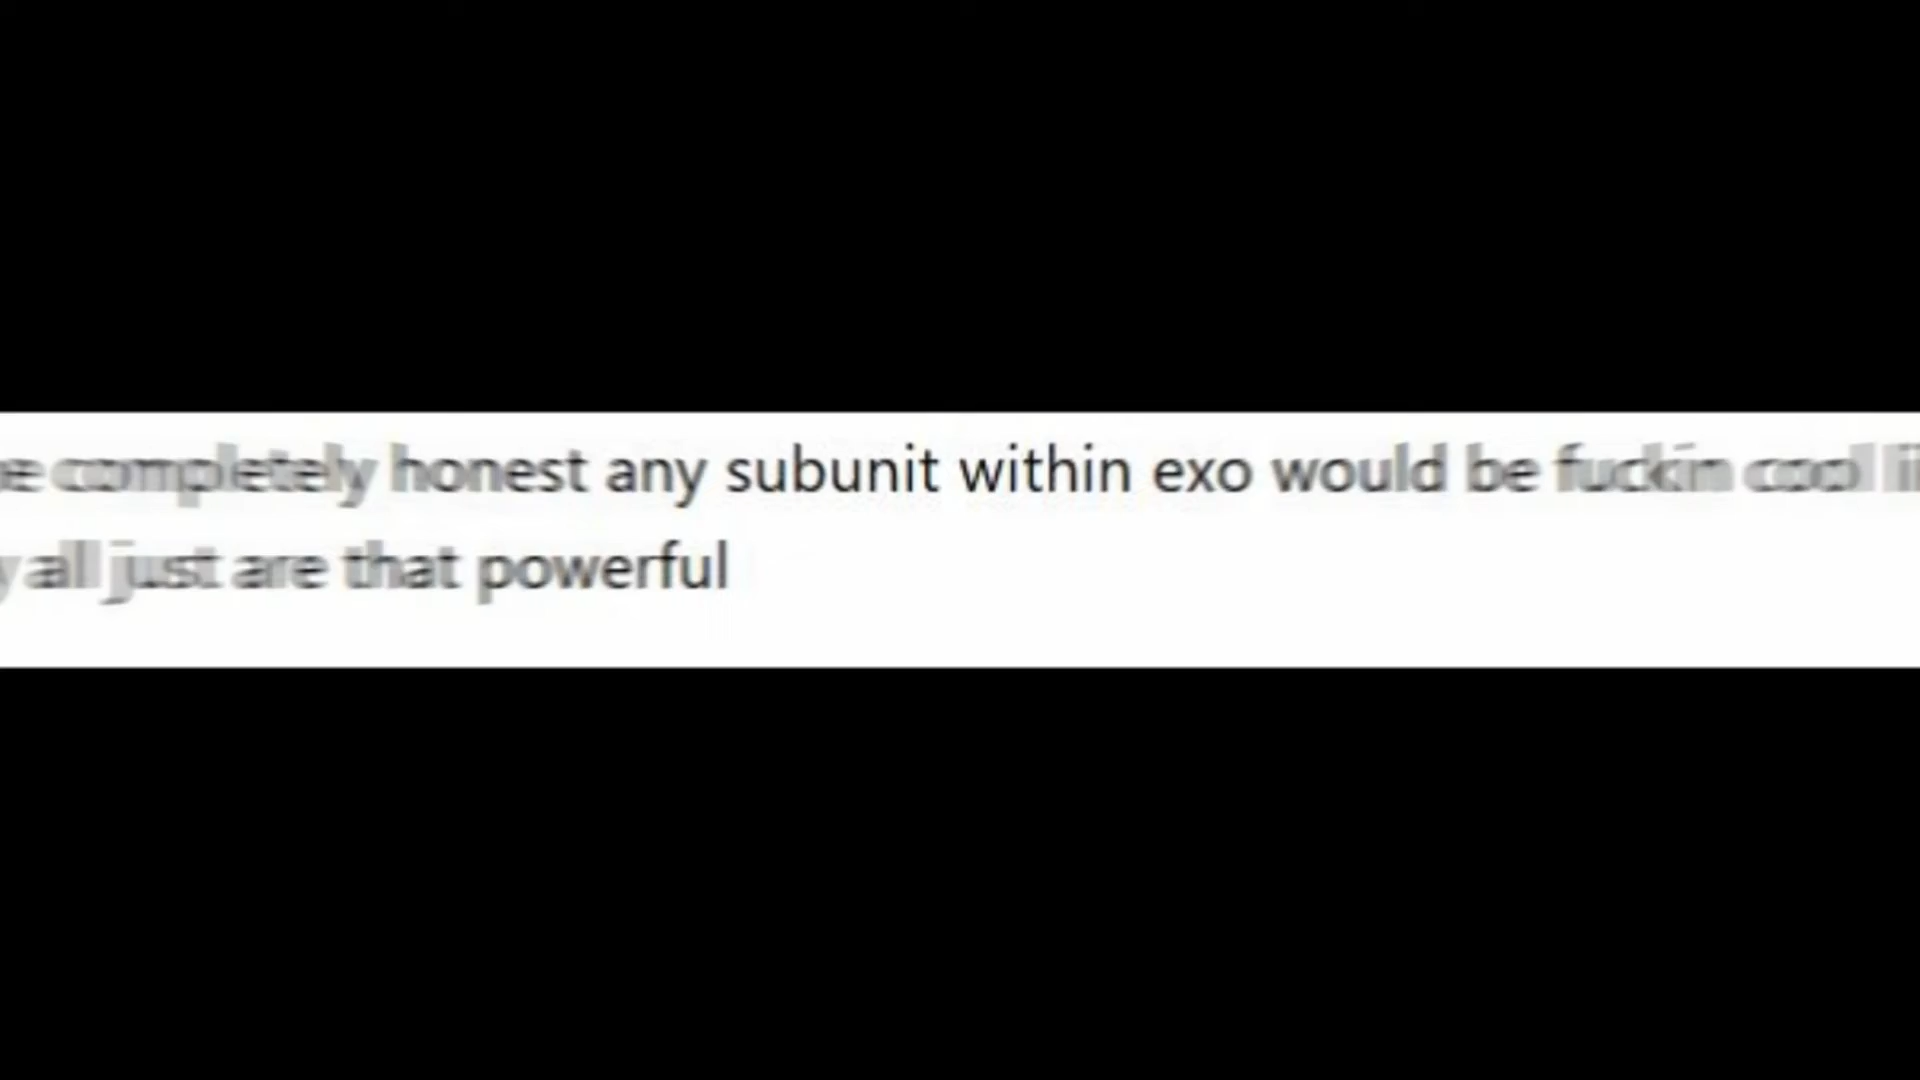 completely honest any subunit within exo would be fuckin cool
all just are that powerful